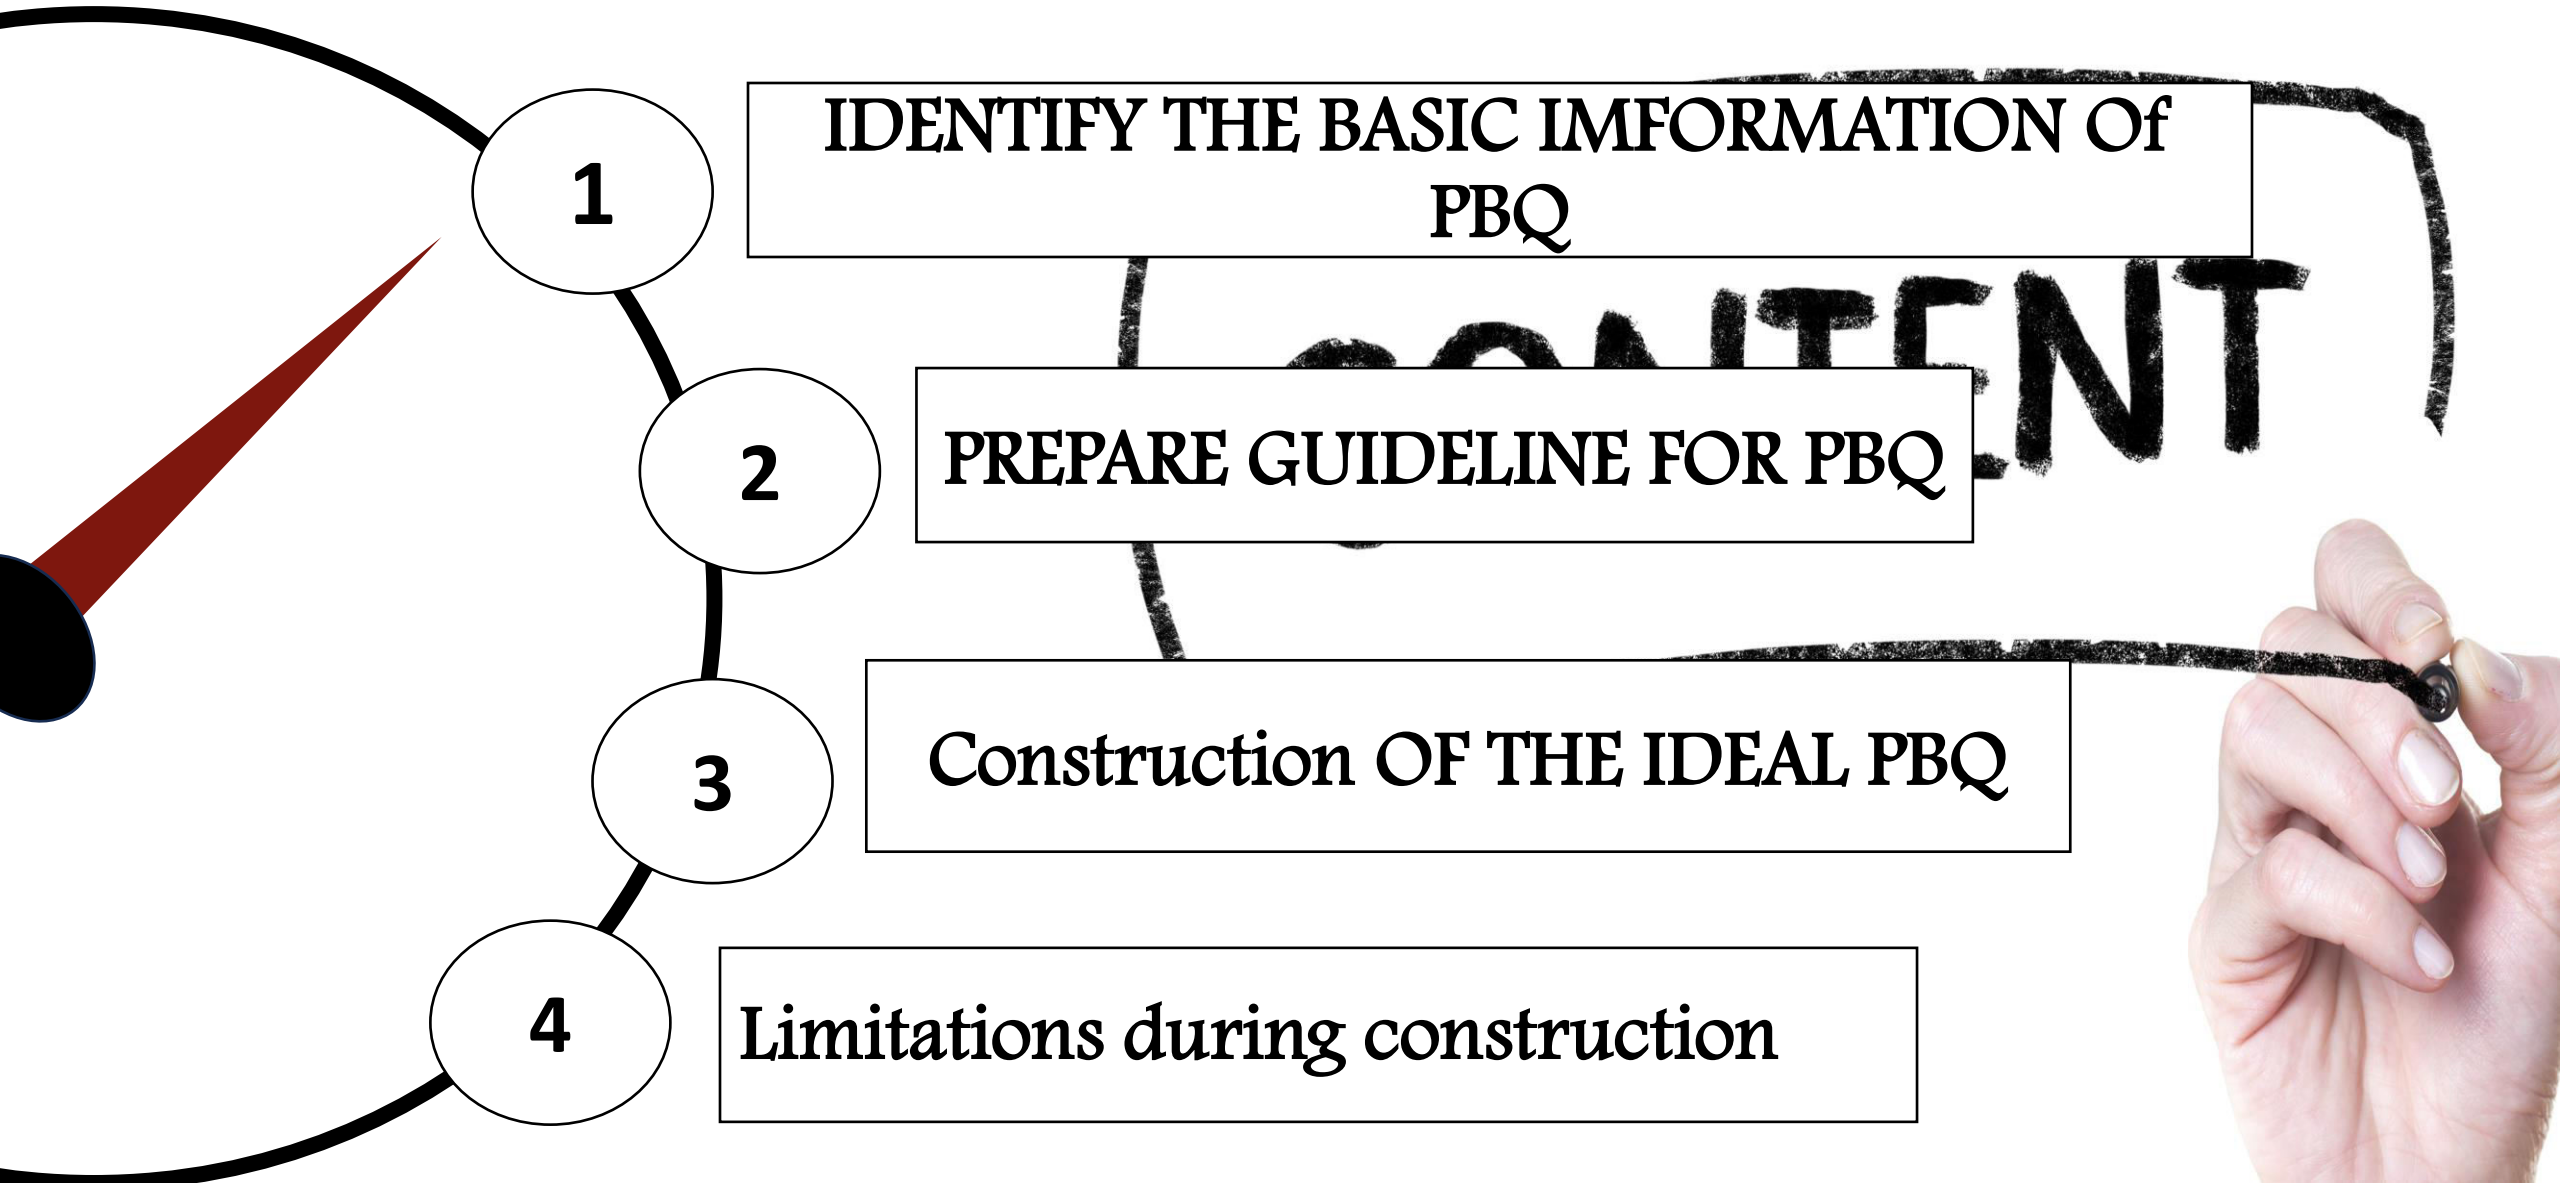 1
IDENTIFY THE BASIC IMFORMATION Of
PBQ
CONTENT
2
PREPARE GUIDELINE FOR PBQ
3
Construction OF THE IDEAL PBQ
4
Limitations during construction